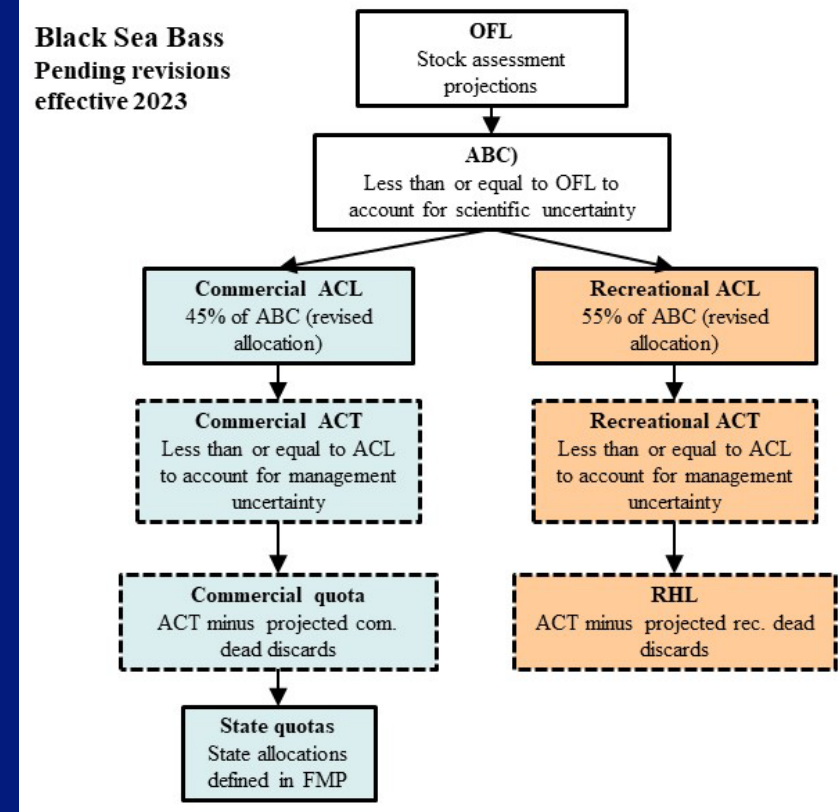 Black Sea Bass
Pending revisions
effective 2023
OFL
Stock assessment
projections
ABC)
Less than or equal to OFL to
account for scientific uncertainty
Commercial ACL
45% of ABC (revised
allocation)
Recreational ACL
55% of ABC (revised
allocation)
Commercial ACT
Less than or equal to ACL
to account for management
uncertainty
Recreational ACT
Less than or equal to ACL
to account for management
uncertainty
Commercial quota
ACT minus projected com.
dead discards
RHL
ACT minus projected rec. dead
discards
State quotas
State allocations
defined in FMP